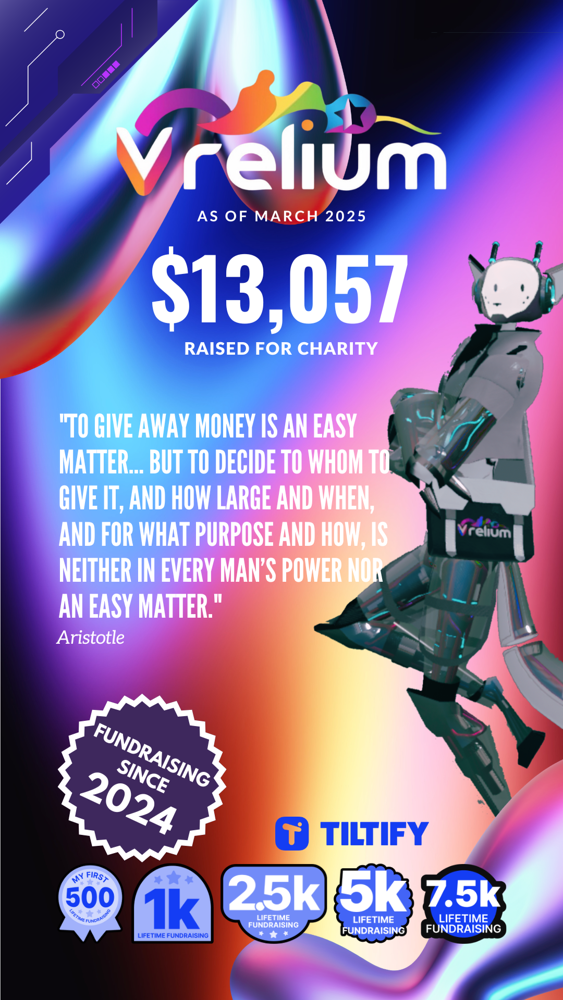 Vrelium
AS OF MARCH 2025
$13,057
RAISED FOR CHARITY
"TO GIVE AWAY MONEY IS AN EASY
MATTER... BUT TO DECIDE TO WHOM TO
GIVE IT, AND HOW LARGE AND WHEN,
AND FOR WHAT PURPOSE AND HOW, IS
NEITHER IN EVERY MAN'S POWER NOR
AN EASY MATTER."
Aristotle
Vrelium
FUNDRAISING
SINCE
2024
TILTIFY
MY FIRST
500
LIFETIME FUNDRAISING
1k
LIFETIME FUNDRAISING
2.5k
LIFETIME
FUNDRAISING
5k
LIFETIME
FUNDRAISING
7.5k
LIFETIME
FUNDRAISING